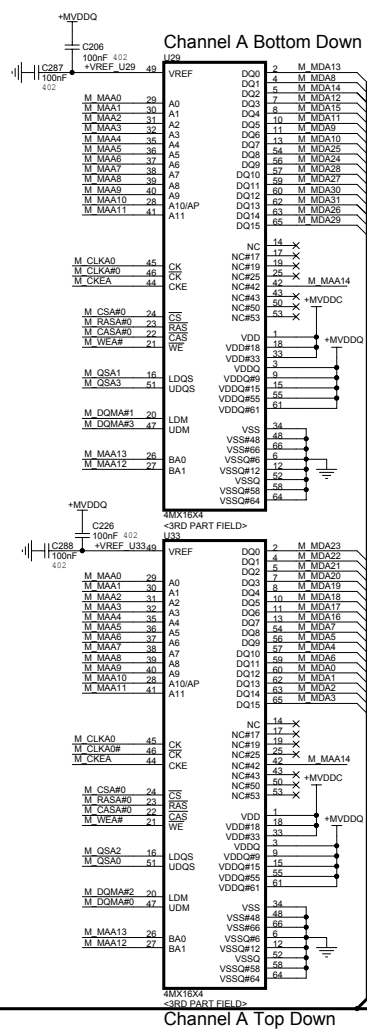 +MVDDQ
C206
100nF 402
C287 +VREF_U29
100nF
402
Channel A Bottom Down
U29
49 VREF DQ0 2 M_MDA13
DQ1 4 M_MDA8
DQ2 5 M_MDA14
M_MAA0 29 A0 DQ3 7 M_MDA12
M_MAA1 30 A1 DQ4 8 M_MDA15
M_MAA2 31 A2 DQ5 10 M_MDA11
M_MAA3 32 A3 DQ6 11 M_MDA9
M_MAA4 35 A4 DQ7 13 M_MDA10
M_MAA5 36 A5 DQ8 54 M_MDA25
M_MAA6 37 A6 DQ9 56 M_MDA24
M_MAA7 38 A7 DQ10 57 M_MDA28
M_MAA8 39 A8 DQ11 59 M_MDA27
M_MAA9 40 A9 DQ12 60 M_MDA30
M_MAA10 28 A10/AP DQ13 62 M_MDA31
M_MAA11 41 A11 DQ14 63 M_MDA26
DQ15 65 M_MDA29
NC 14
NC#17 17
M_CLKA0 45 CK NC#19 19
M_CLKA#0 46 CK NC#25 25
M_CKEA 44 CKE NC#42 42 M_MAA14
NC#43 43
NC#50 50 +MVDDC
M_CSA#0 24 CS NC#53 53
M_RASA#0 23 RAS
M_CASA#0 22 CAS VDD 1
M_WEA# 21 WE VDD#18 18 +MVDDQ
VDD#33 33
VDDQ 3
M_QSA1 16 LDQS VDDQ#9 9
M_QSA3 51 UDQS VDDQ#15 15
VDDQ#55 55
M_DQMA#1 20 LDM VDDQ#61 61
M_DQMA#3 47 UDM VSS 34
VSS#48 48
VSS#66 66
M_MAA13 26 BA0 VSSQ#6 6
M_MAA12 27 BA1 VSSQ#12 12
VSSQ 52
VSSQ#58 58
VSSQ#64 64
4MX16X4
<3RD PART FIELD>
+MVDDQ
C226
100nF 402
C288 +VREF_U33
100nF
402
U33
49 VREF DQ0 2 M_MDA23
DQ1 4 M_MDA22
DQ2 5 M_MDA21
M_MAA0 29 A0 DQ3 7 M_MDA20
M_MAA1 30 A1 DQ4 8 M_MDA19
M_MAA2 31 A2 DQ5 10 M_MDA18
M_MAA3 32 A3 DQ6 11 M_MDA17
M_MAA4 35 A4 DQ7 13 M_MDA16
M_MAA5 36 A5 DQ8 54 M_MDA7
M_MAA6 37 A6 DQ9 56 M_MDA5
M_MAA7 38 A7 DQ10 57 M_MDA4
M_MAA8 39 A8 DQ11 59 M_MDA6
M_MAA9 40 A9 DQ12 60 M_MDA0
M_MAA10 28 A10/AP DQ13 62 M_MDA1
M_MAA11 41 A11 DQ14 63 M_MDA2
DQ15 65 M_MDA3
NC 14
NC#17 17
M_CLKA0 45 CK NC#19 19
M_CLKA0# 46 CK NC#25 25
M_CKEA 44 CKE NC#42 42 M_MAA14
NC#43 43
NC#50 50 +MVDDC
M_CSA#0 24 CS NC#53 53
M_RASA#0 23 RAS
M_CASA#0 22 CAS VDD 1
M_WEA# 21 WE VDD#18 18 +MVDDQ
VDD#33 33
VDDQ 3
M_QSA2 16 LDQS VDDQ#9 9
M_QSA0 51 UDQS VDDQ#15 15
VDDQ#55 55
M_DQMA#2 20 LDM VDDQ#61 61
M_DQMA#0 47 UDM VSS 34
VSS#48 48
VSS#66 66
M_MAA13 26 BA0 VSSQ#6 6
M_MAA12 27 BA1 VSSQ#12 12
VSSQ 52
VSSQ#58 58
VSSQ#64 64
4MX16X4
<3RD PART FIELD>
Channel A Top Down